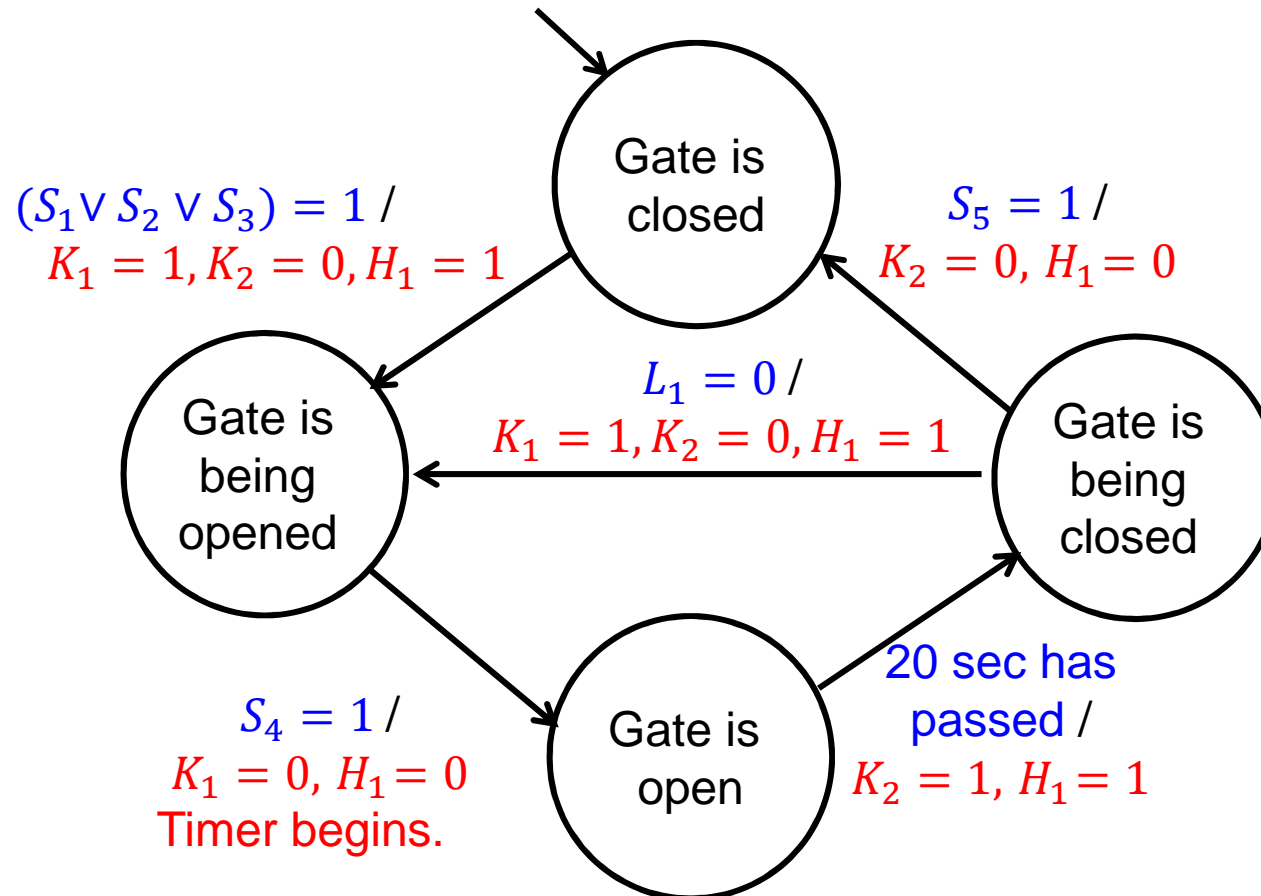 Gate is
closed
(S₁ ∨ S₂ ∨ S₃) = 1 /
K₁ = 1, K₂ = 0, H₁ = 1
S₅ = 1 /
K₂ = 0, H₁ = 0
L₁ = 0 /
K₁ = 1, K₂ = 0, H₁ = 1
Gate is
being
opened
Gate is
being
closed
S₄ = 1 /
K₁ = 0, H₁ = 0
Timer begins.
Gate is
open
20 sec has
passed /
K₂ = 1, H₁ = 1